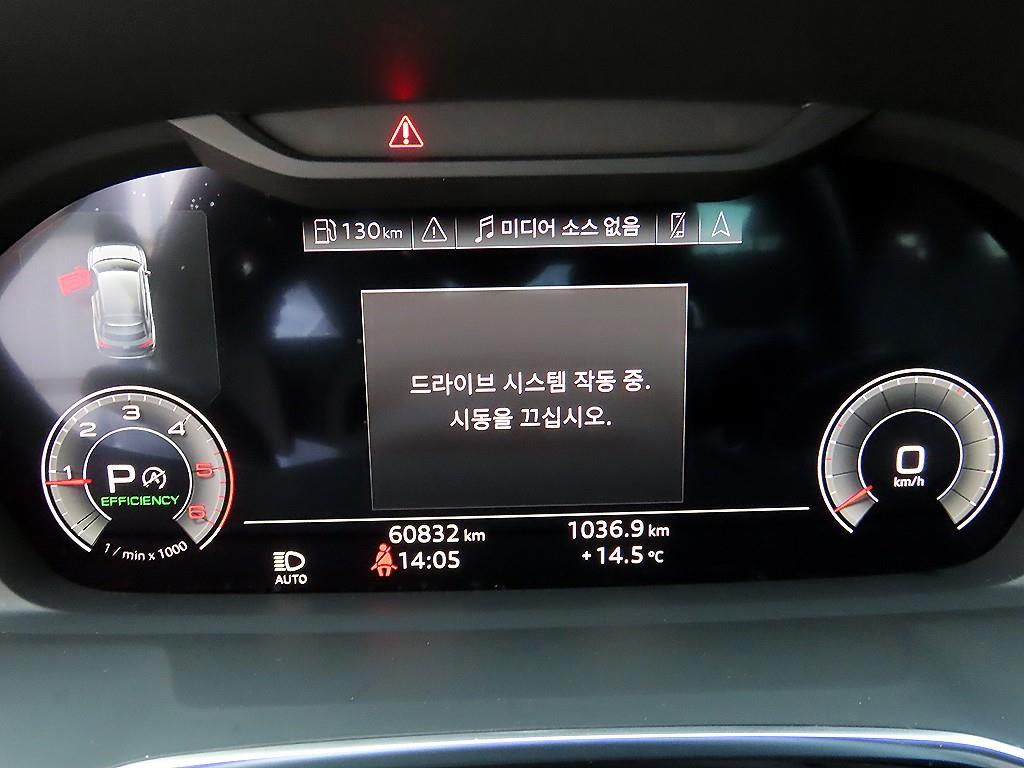 130 km
미디어 소스 없음
드라이브 시스템 작동 중.
시동을 끄십시오.
1 2 3 4 5 6
P A
EFFICIENCY
1 / min x 1000
0
km/h
60832 km
1036.9 km
AUTO
14:05
+14.5 °C